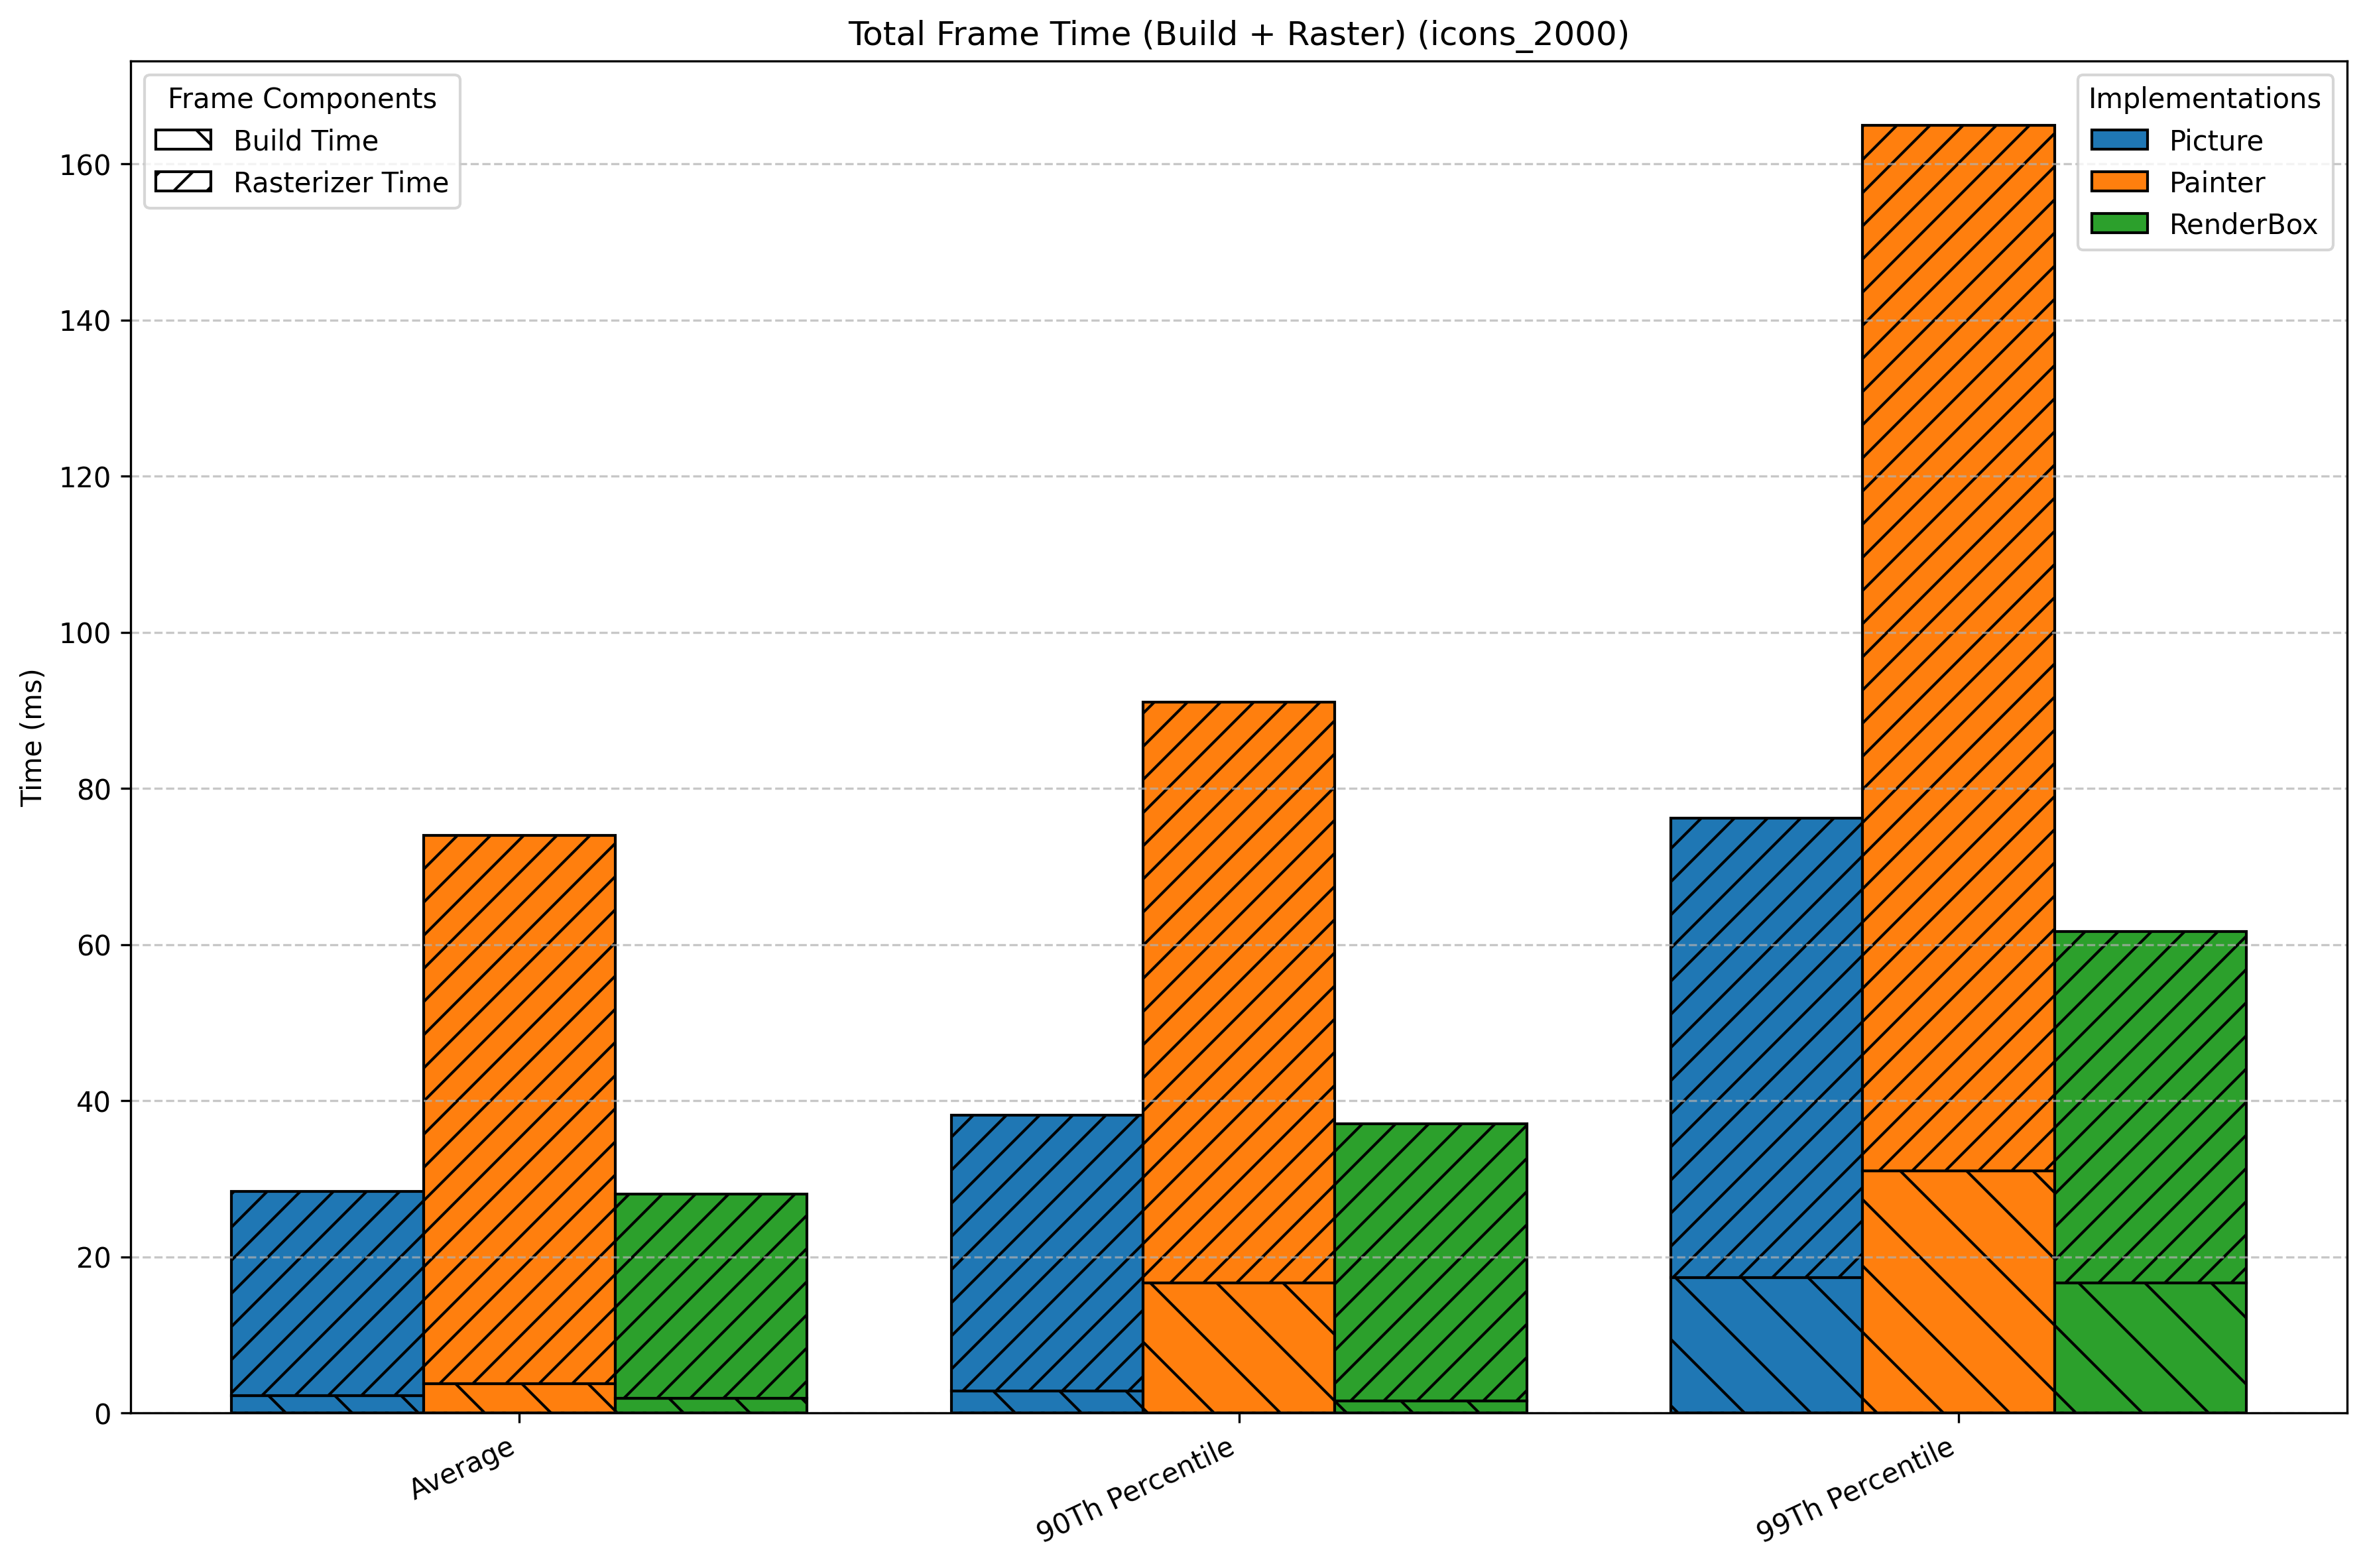 Total Frame Time (Build + Raster) (icons_2000)
Frame Components
Build Time
Rasterizer Time
Implementations
Picture
Painter
RenderBox
Time (ms)
160
140
120
100
80
60
40
20
0
Average
90Th Percentile
99Th Percentile